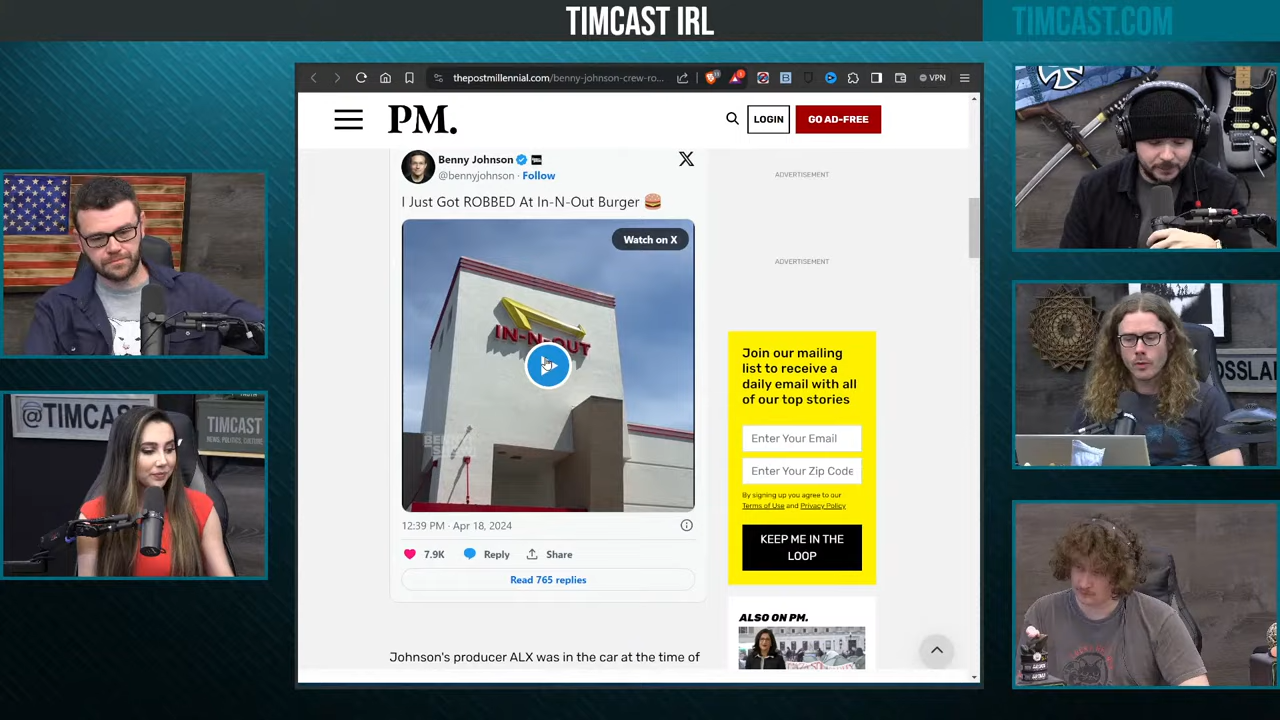 TIMCAST IRL
TIMCAST.COM
thepostmillennial.com/benny-johnson-crew-ro...
VPN
PM.
LOGIN
GO AD-FREE
Benny Johnson
@bennyjohnson · Follow
I Just Got ROBBED At In-N-Out Burger
Watch on X
IN-N-OUT
12:39 PM · Apr 18, 2024
7.9K
Reply
Share
Read 765 replies
Johnson's producer ALX was in the car at the time of
ADVERTISEMENT
ADVERTISEMENT
Join our mailing
list to receive a
daily email with all
of our top stories
Enter Your Email
Enter Your Zip Code
By signing up you agree to our
Terms of Use and Privacy Policy
KEEP ME IN THE
LOOP
ALSO ON PM.
@TIMCAST
TIMCAST
NEWS, POLITICS, CULTURE